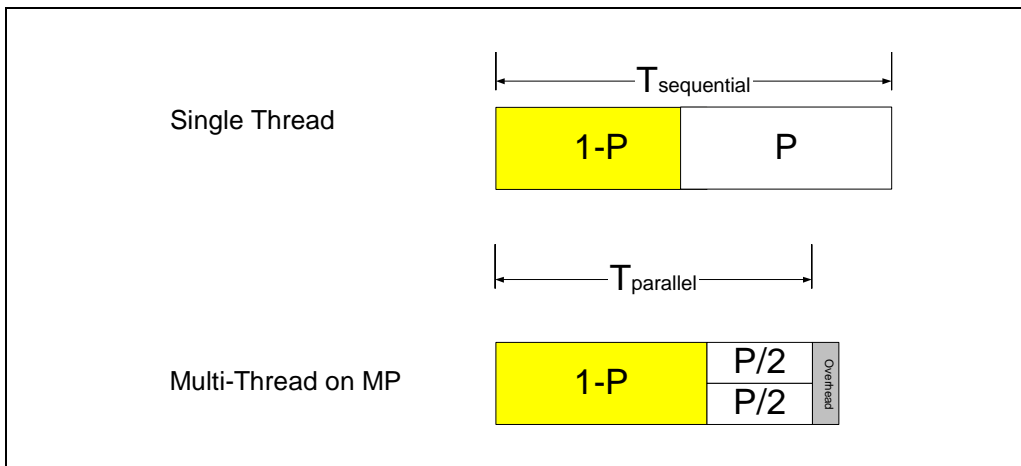 Tsequential
Single Thread
1-P
P
Tparallel
Multi-Thread on MP
1-P
P/2
P/2
Overhead